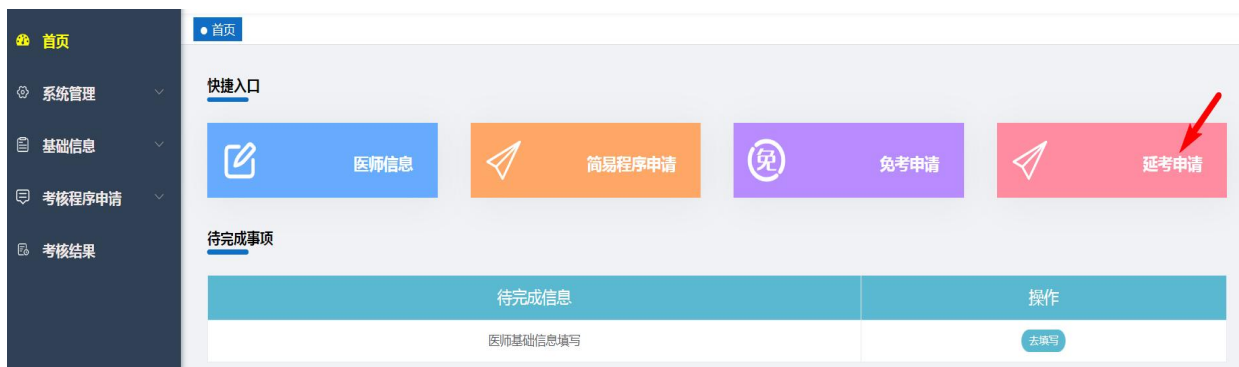 首页
系统管理
基础信息
考核程序申请
考核结果
首页
快捷入口
医师信息
简易程序申请
免
免考申请
延考申请
待完成事项
待完成信息
操作
医师基础信息填写
去填写